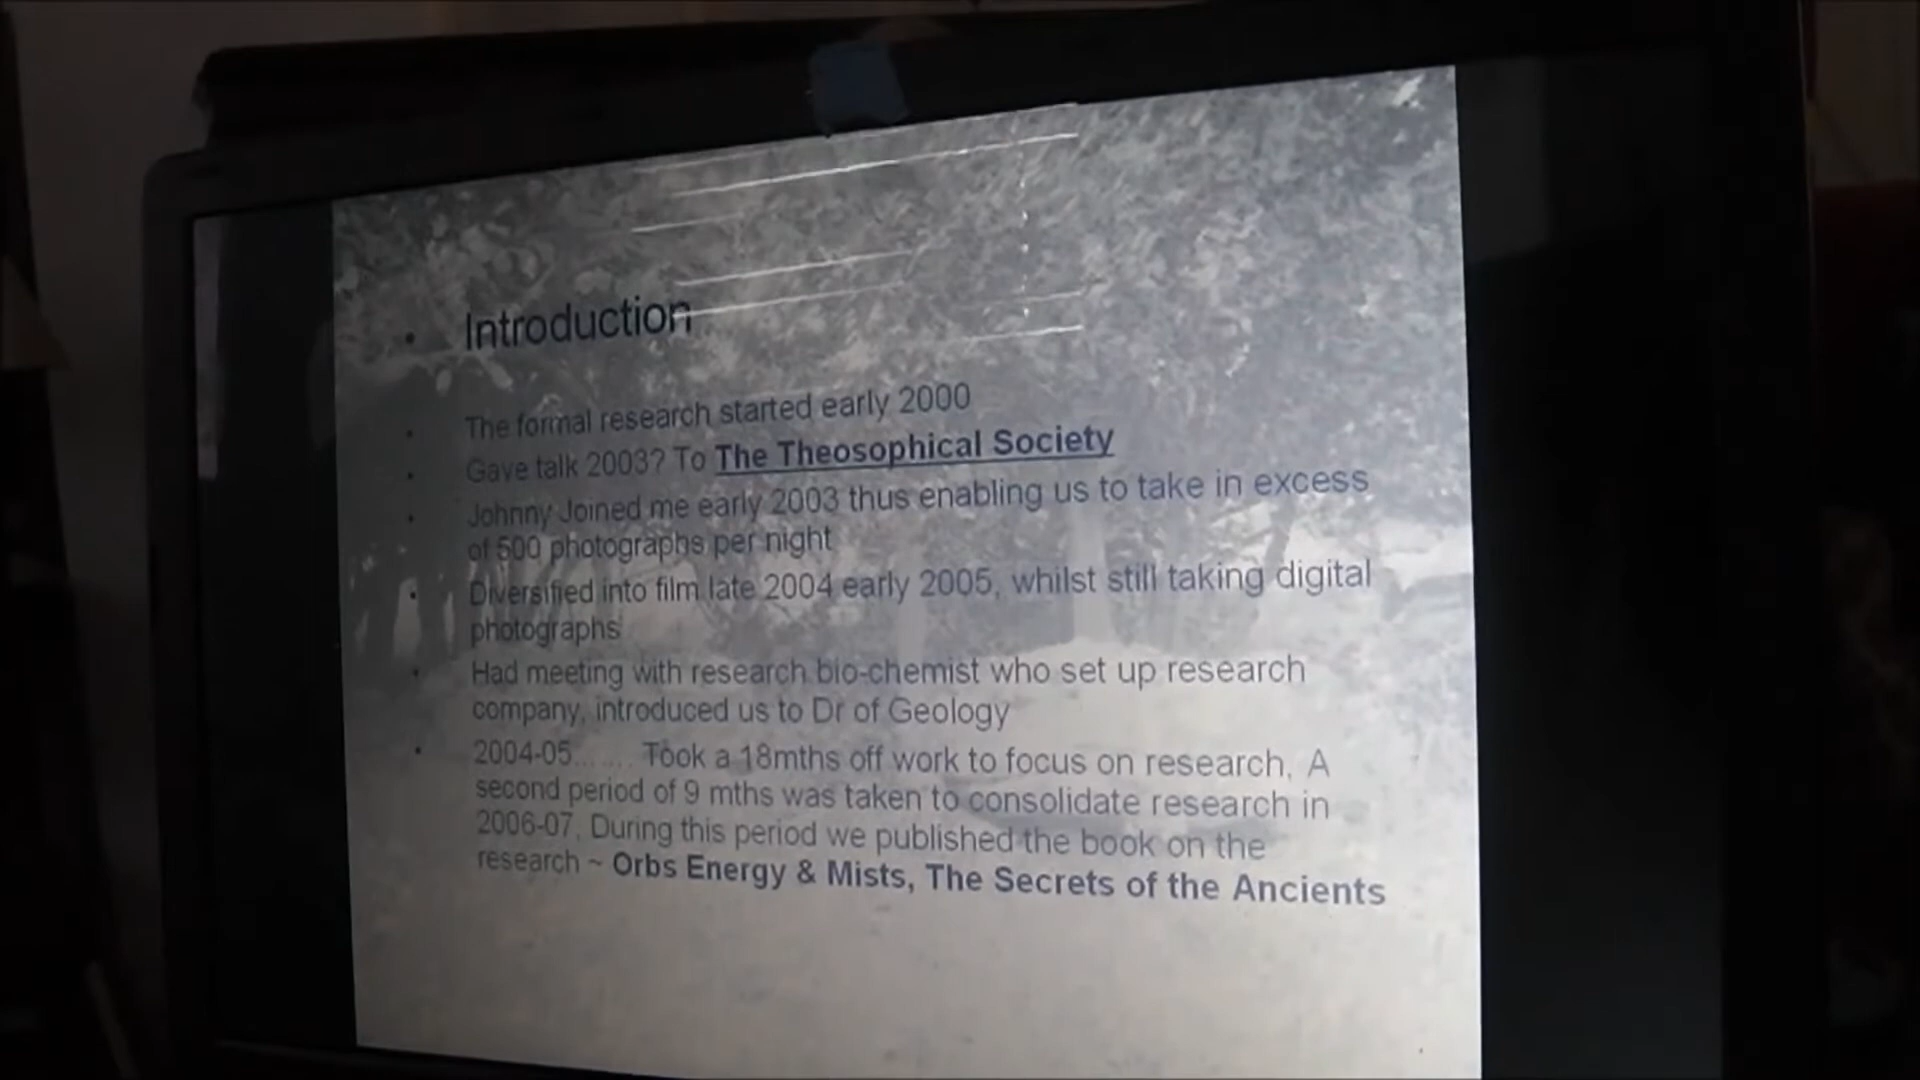 • Introduction
• The formal research started early 2000
• Gave talk 2003? To The Theosophical Society
• Johnny Joined me early 2003 thus enabling us to take in excess
of 500 photographs per night
• Diversified into film late 2004 early 2005, whilst still taking digital
photographs
• Had meeting with research bio-chemist who set up research
company, introduced us to Dr of Geology
• 2004-05...... Took a 18mths off work to focus on research, A
second period of 9 mths was taken to consolidate research in
2006-07, During this period we published the book on the
research ~ Orbs Energy & Mists, The Secrets of the Ancients